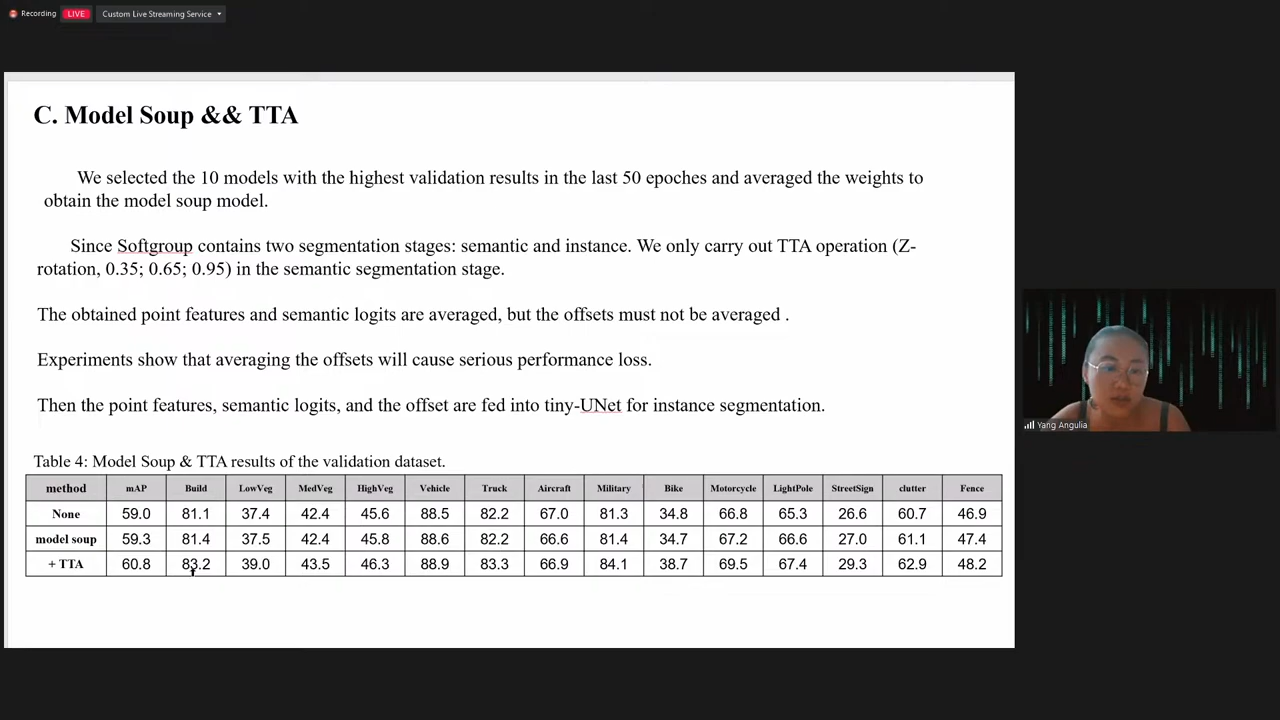 Recording LIVE Custom Live Streaming Service
C. Model Soup && TTA
We selected the 10 models with the highest validation results in the last 50 epoches and averaged the weights to
obtain the model soup model.
Since Softgroup contains two segmentation stages: semantic and instance. We only carry out TTA operation (Z-
rotation, 0.35; 0.65; 0.95) in the semantic segmentation stage.
The obtained point features and semantic logits are averaged, but the offsets must not be averaged .
Experiments show that averaging the offsets will cause serious performance loss.
Then the point features, semantic logits, and the offset are fed into tiny-UNet for instance segmentation.
Table 4: Model Soup & TTA results of the validation dataset.
method mAP Build LowVeg MedVeg HighVeg Vehicle Truck Aircraft Military Bike Motorcycle LightPole StreetSign clutter Fence
None 59.0 81.1 37.4 42.4 45.6 88.5 82.2 67.0 81.3 34.8 66.8 65.3 26.6 60.7 46.9
model soup 59.3 81.4 37.5 42.4 45.8 88.6 82.2 66.6 81.4 34.7 67.2 66.6 27.0 61.1 47.4
+ TTA 60.8 83.2 39.0 43.5 46.3 88.9 83.3 66.9 84.1 38.7 69.5 67.4 29.3 62.9 48.2
Yang Angulia